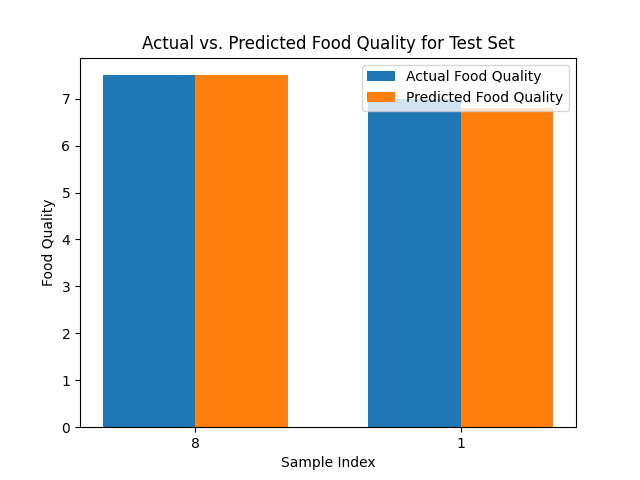 Actual vs. Predicted Food Quality for Test Set
Actual Food Quality
Predicted Food Quality
Food Quality
7
6
5
4
3
2
1
0
8
1
Sample Index